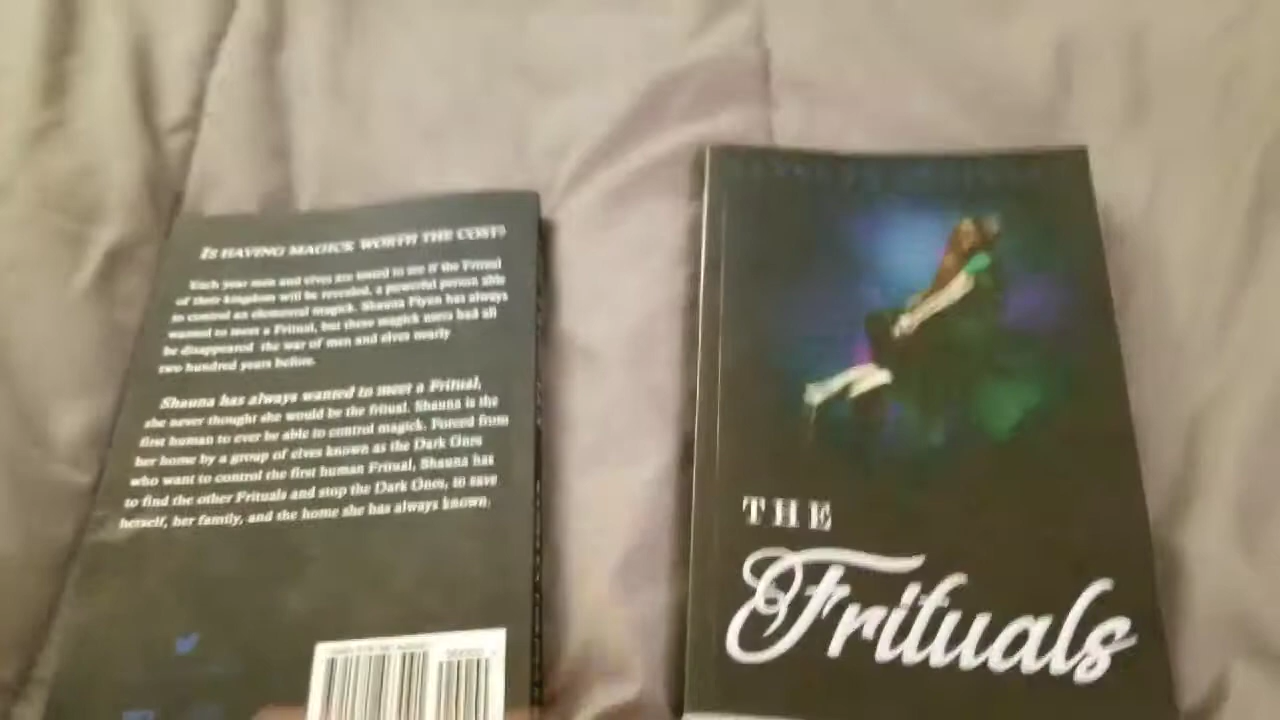 IS HAVING MAGICK WORTH THE COST?
Each year men and elves are tested to see if the Fritual
of their kingdom will be revealed, a powerful person able
to control an elemental magick. Shauna Flynn has always
wanted to meet a Fritual, but these magick users had all
be disappeared the war of men and elves nearly
two hundred years before.
Shauna has always wanted to meet a Fritual,
she never thought she would be the fritual. Shauna is the
first human to ever be able to control magick. Forced from
her home by a group of elves known as the Dark Ones
who want to control the first human Fritual, Shauna has
to find the other Frituals and stop the Dark Ones, to save
herself, her family, and the home she has always known.
THE
Frituals